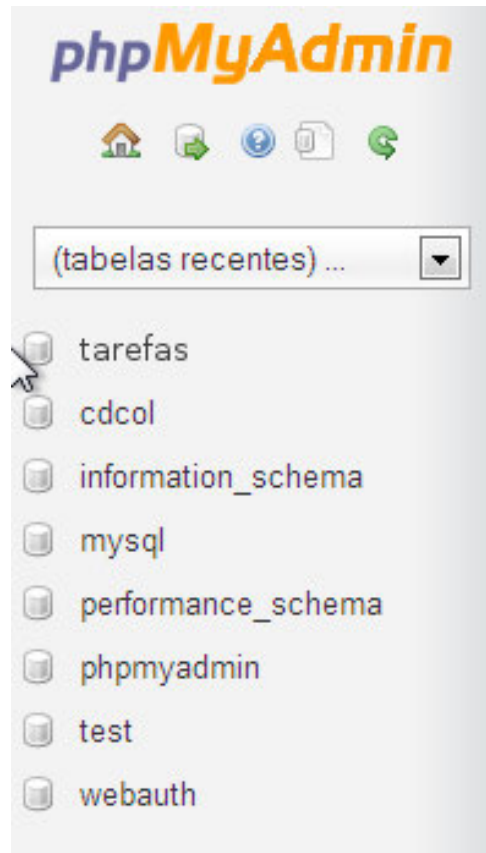 phpMyAdmin
(tabelas recentes) ...
tarefas
cdcol
information_schema
mysql
performance_schema
phpmyadmin
test
webauth